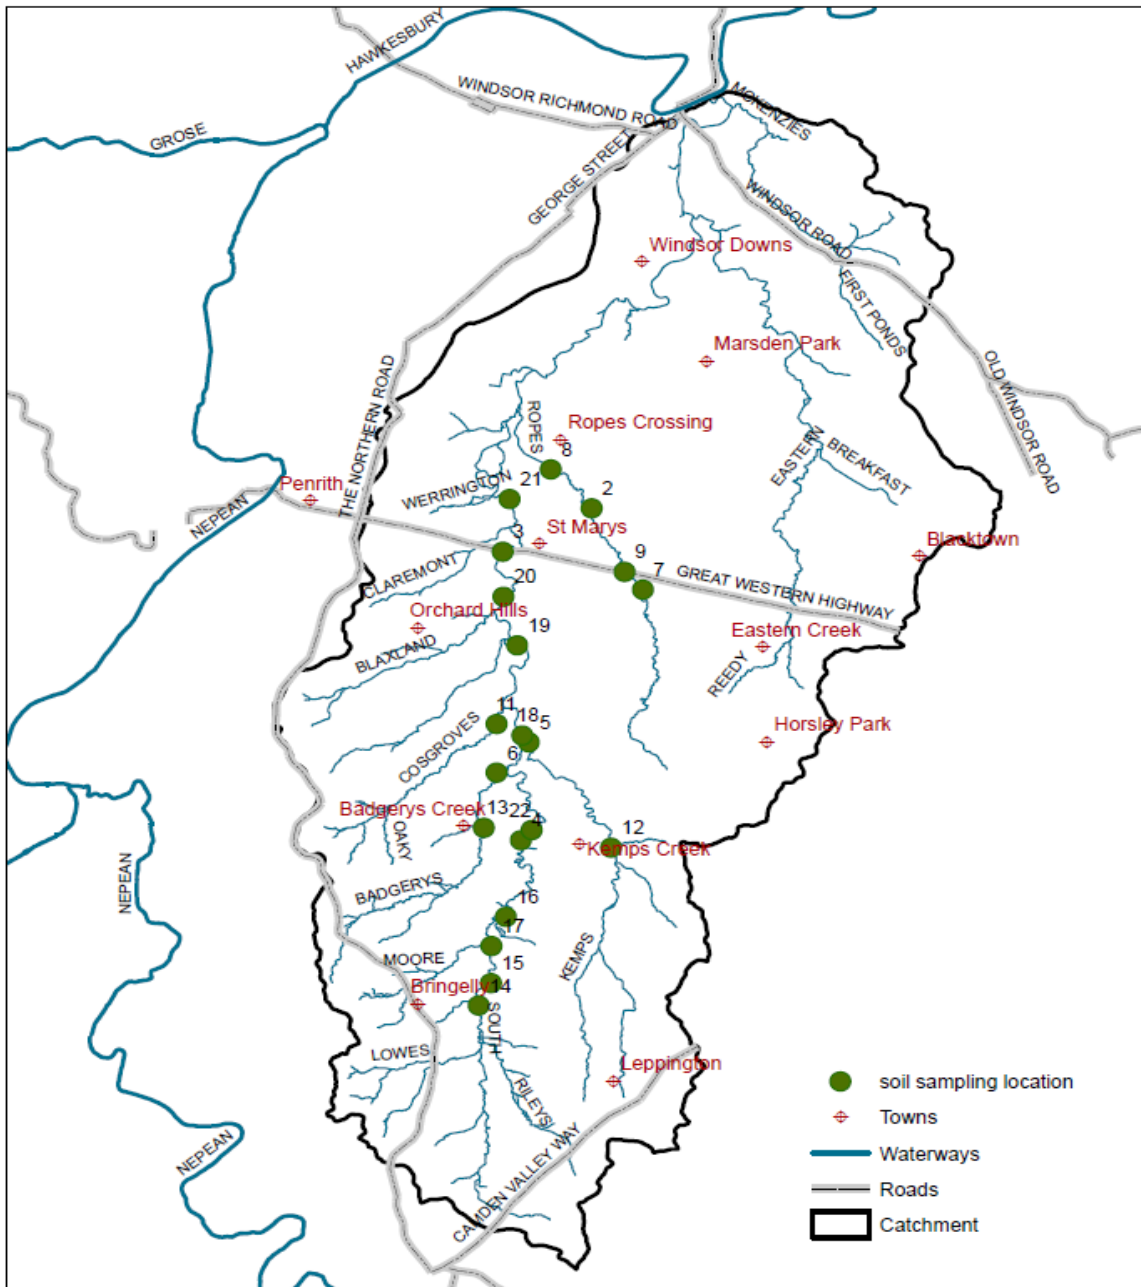 HAWKESBURY
WINDSOR RICHMOND ROAD
MCKENZIES
GROSE
GEORGE STREET
WINDSOR ROAD
Windsor Downs
FIRST PONDS
Marsden Park
OLD WINDSOR ROAD
THE NORTHERN ROAD
ROPES
Ropes Crossing
8
EASTERN
BREAKFAST
Penrith
WERRINGTON
21
2
NEPEAN
3
St Marys
9
Blacktown
CLAREMONT
20
7
GREAT WESTERN HIGHWAY
Orchard Hills
19
Eastern Creek
BLAXLAND
REEDY
11
18
5
Horsley Park
COSGROVES
6
Badgerys Creek
13
22
4
12
OAKY
Kemps Creek
NEPEAN
BADGERYS
16
17
MOORE
15
KEMPS
Bringelly
14
SOUTH
LOWES
Leppington
RILEYS
soil sampling location
Towns
NEPEAN
CAMDEN VALLEY WAY
Waterways
Roads
Catchment